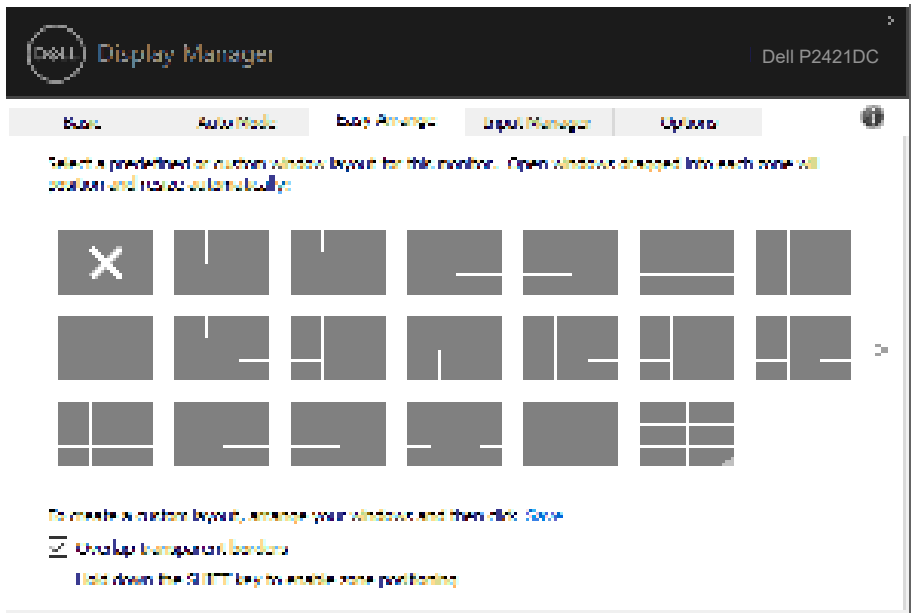 DELL Display Manager
Dell P2421DC
Basic Auto Mode Easy Arrange Input Manager Options
Select a predefined or custom window layout for this monitor. Open windows dragged into each zone will
position and resize automatically:
To create a custom layout, arrange your windows and then click Save
Overlap transparent borders
Hold down the SHIFT key to enable zone positioning